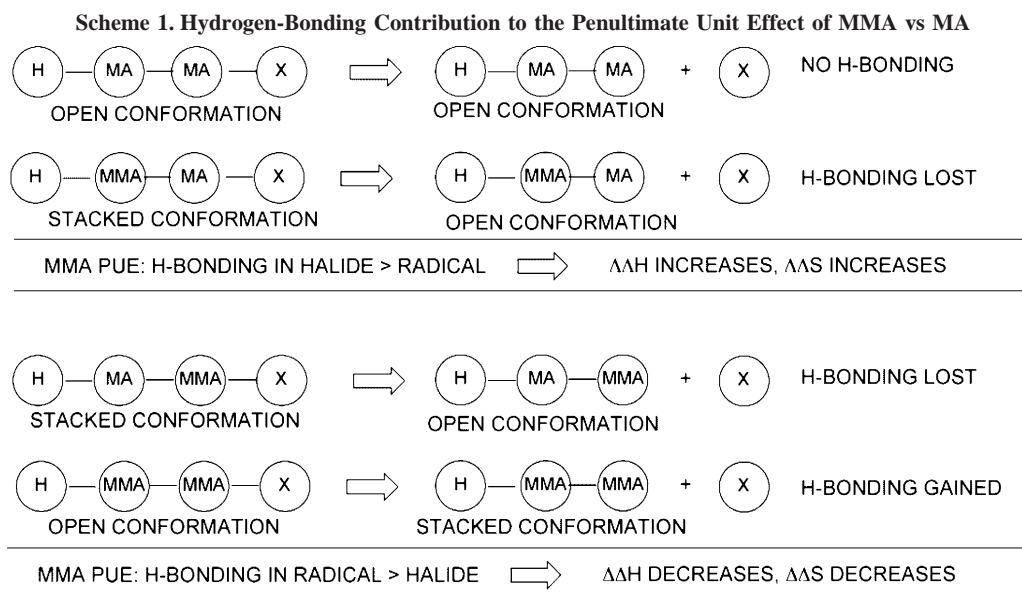 Scheme 1. Hydrogen-Bonding Contribution to the Penultimate Unit Effect of MMA vs MA
H MA MA X H MA MA + X NO H-BONDING
OPEN CONFORMATION OPEN CONFORMATION
H MMA MA X H MMA MA + X H-BONDING LOST
STACKED CONFORMATION OPEN CONFORMATION
MMA PUE: H-BONDING IN HALIDE > RADICAL ΛΛH INCREASES, ΛΛS INCREASES
H MA MMA X H MA MMA + X H-BONDING LOST
STACKED CONFORMATION OPEN CONFORMATION
H MMA MMA X H MMA MMA + X H-BONDING GAINED
OPEN CONFORMATION STACKED CONFORMATION
MMA PUE: H-BONDING IN RADICAL > HALIDE ΔΔH DECREASES, ΔΔS DECREASES